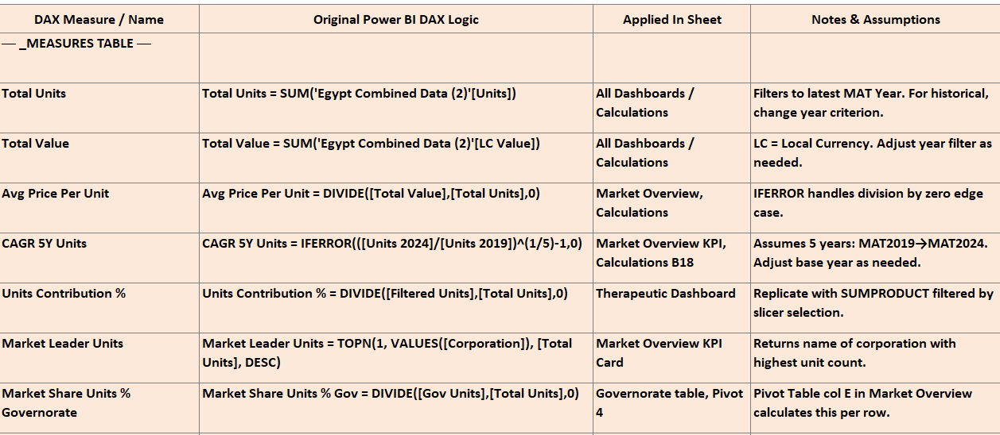 DAX Measure / Name
Original Power BI DAX Logic
Applied In Sheet
Notes & Assumptions
— _MEASURES TABLE —
Total Units
Total Units = SUM('Egypt Combined Data (2)'[Units])
All Dashboards /
Calculations
Filters to latest MAT Year. For historical,
change year criterion.
Total Value
Total Value = SUM('Egypt Combined Data (2)'[LC Value])
All Dashboards /
Calculations
LC = Local Currency. Adjust year filter as
needed.
Avg Price Per Unit
Avg Price Per Unit = DIVIDE([Total Value],[Total Units],0)
Market Overview,
Calculations
IFERROR handles division by zero edge
case.
CAGR 5Y Units
CAGR 5Y Units = IFERROR(([Units 2024]/[Units 2019])^(1/5)-1,0)
Market Overview KPI,
Calculations B18
Assumes 5 years: MAT2019→MAT2024.
Adjust base year as needed.
Units Contribution %
Units Contribution % = DIVIDE([Filtered Units],[Total Units],0)
Therapeutic Dashboard
Replicate with SUMPRODUCT filtered by
slicer selection.
Market Leader Units
Market Leader Units = TOPN(1, VALUES([Corporation]), [Total
Units], DESC)
Market Overview KPI
Card
Returns name of corporation with
highest unit count.
Market Share Units %
Governorate
Market Share Units % Gov = DIVIDE([Gov Units],[Total Units],0)
Governorate table, Pivot
4
Pivot Table col E in Market Overview
calculates this per row.